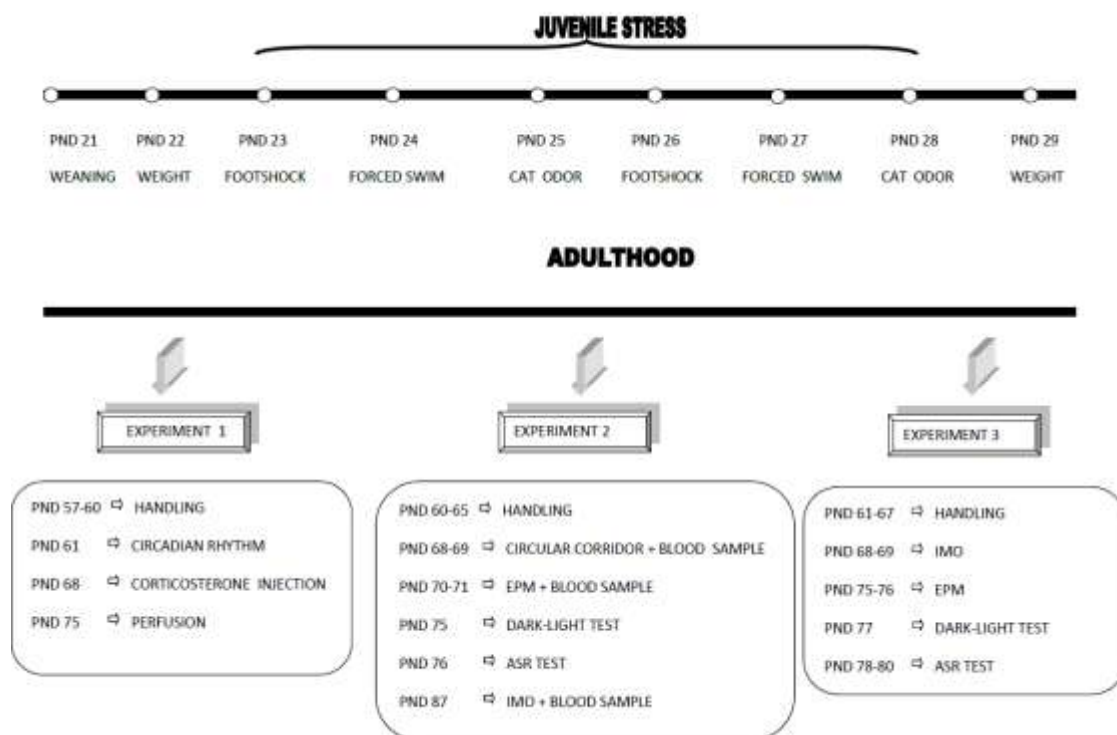 JUVENILE STRESS
PND 21 PND 22 PND 23 PND 24 PND 25 PND 26 PND 27 PND 28 PND 29
WEANING WEIGHT FOOTSHOCK FORCED SWIM CAT ODOR FOOTSHOCK FORCED SWIM CAT ODOR WEIGHT
ADULTHOOD
EXPERIMENT 1
PND 57-60 ⇨ HANDLING
PND 61 ⇨ CIRCADIAN RHYTHM
PND 68 ⇨ CORTICOSTERONE INJECTION
PND 75 ⇨ PERFUSION
EXPERIMENT 2
PND 60-65 ⇨ HANDLING
PND 68-69 ⇨ CIRCULAR CORRIDOR + BLOOD SAMPLE
PND 70-71 ⇨ EPM + BLOOD SAMPLE
PND 75 ⇨ DARK-LIGHT TEST
PND 76 ⇨ ASR TEST
PND 87 ⇨ IMO + BLOOD SAMPLE
EXPERIMENT 3
PND 61-67 ⇨ HANDLING
PND 68-69 ⇨ IMO
PND 75-76 ⇨ EPM
PND 77 ⇨ DARK-LIGHT TEST
PND 78-80 ⇨ ASR TEST